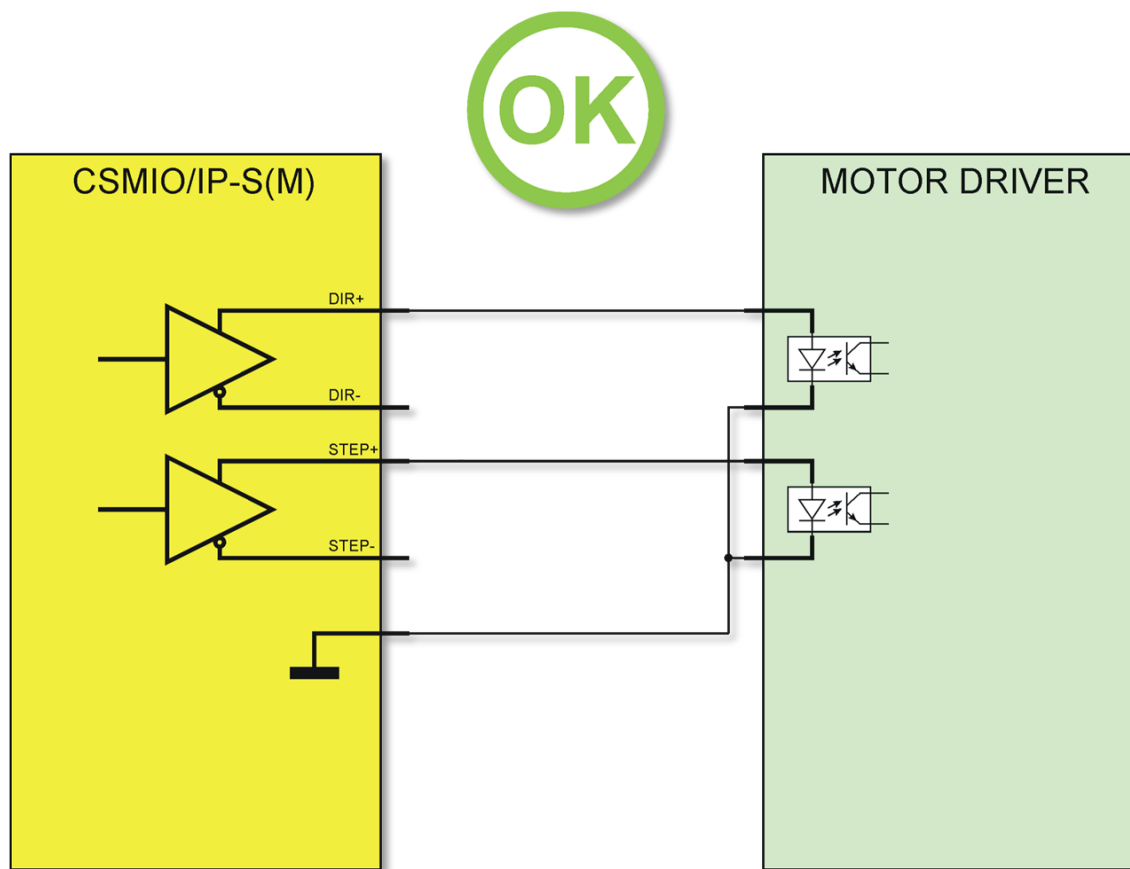 OK
CSMIO/IP-S(M)
MOTOR DRIVER
DIR+
DIR-
STEP+
STEP-